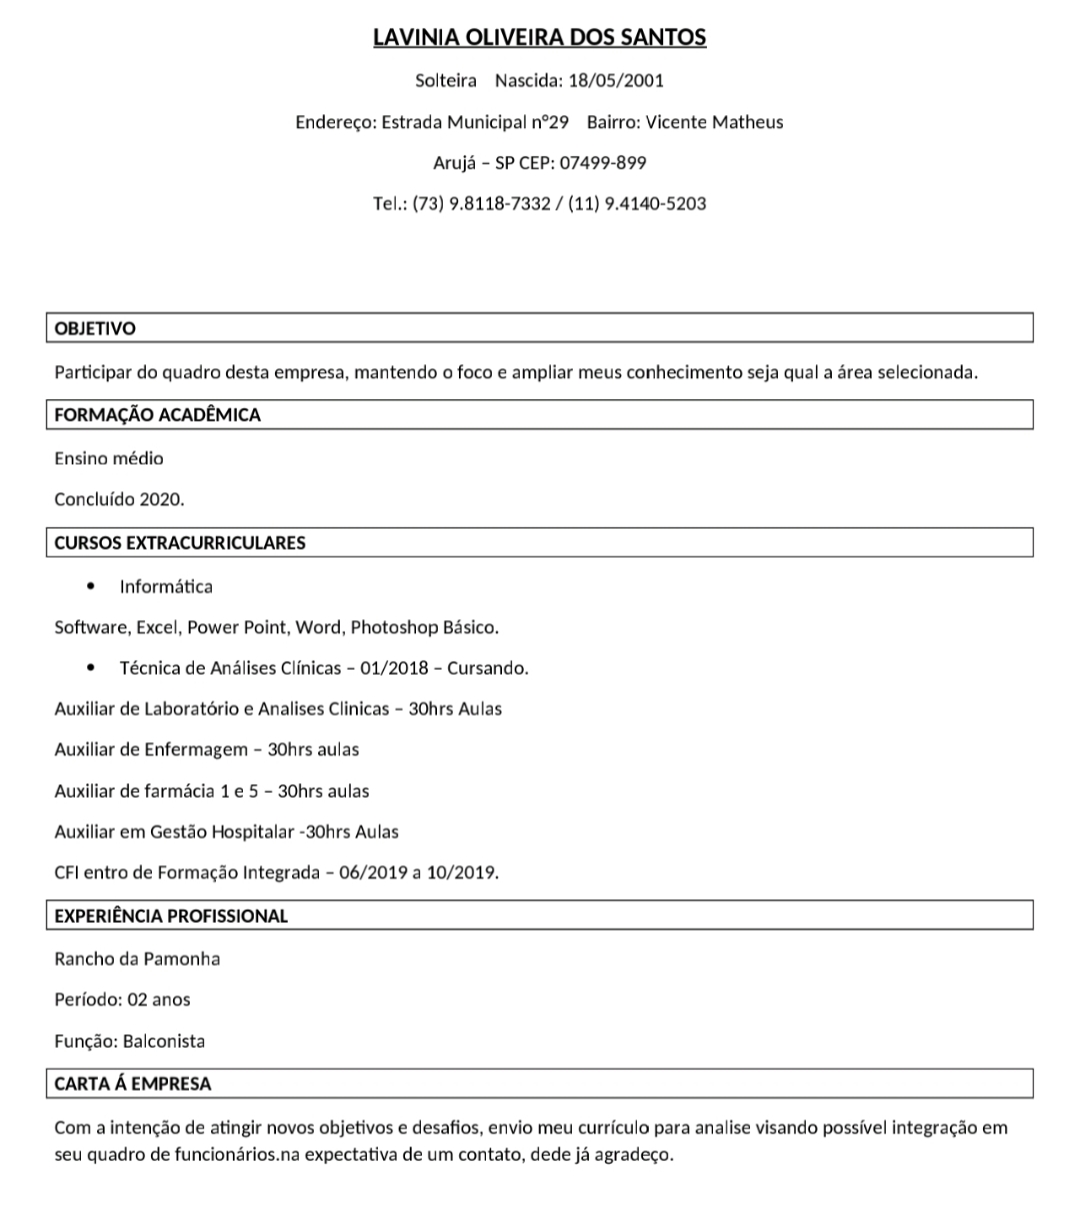 LAVINIA OLIVEIRA DOS SANTOS
Solteira Nascida: 18/05/2001
Endereço: Estrada Municipal nº29 Bairro: Vicente Matheus
Arujá – SP CEP: 07499-899
Tel.: (73) 9.8118-7332 / (11) 9.4140-5203
OBJETIVO
Participar do quadro desta empresa, mantendo o foco e ampliar meus conhecimento seja qual a área selecionada.
FORMAÇÃO ACADÊMICA
Ensino médio
Concluído 2020.
CURSOS EXTRACURRICULARES
• Informática
Software, Excel, Power Point, Word, Photoshop Básico.
• Técnica de Análises Clínicas – 01/2018 – Cursando.
Auxiliar de Laboratório e Analises Clinicas – 30hrs Aulas
Auxiliar de Enfermagem – 30hrs aulas
Auxiliar de farmácia 1 e 5 – 30hrs aulas
Auxiliar em Gestão Hospitalar -30hrs Aulas
CFI entro de Formação Integrada – 06/2019 a 10/2019.
EXPERIÊNCIA PROFISSIONAL
Rancho da Pamonha
Período: 02 anos
Função: Balconista
CARTA Á EMPRESA
Com a intenção de atingir novos objetivos e desafios, envio meu currículo para analise visando possível integração em
seu quadro de funcionários.na expectativa de um contato, dede já agradeço.